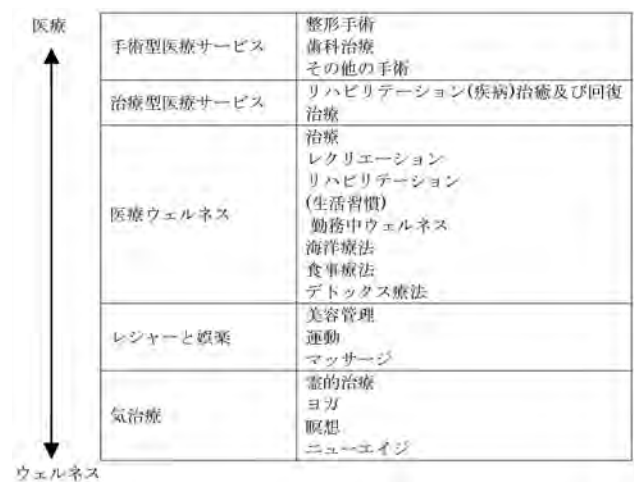 医療
手術型医療サービス
整形手術
歯科治療
その他の手術
治療型医療サービス
リハビリテーション(疾病)治癒及び回復
治療
医療ウェルネス
治療
レクリエーション
リハビリテーション
(生活習慣)
勤務中ウェルネス
海洋療法
食事療法
デトックス療法
レジャーと娯楽
美容管理
運動
マッサージ
気治療
霊的治療
ヨガ
瞑想
ニューエイジ
ウェルネス